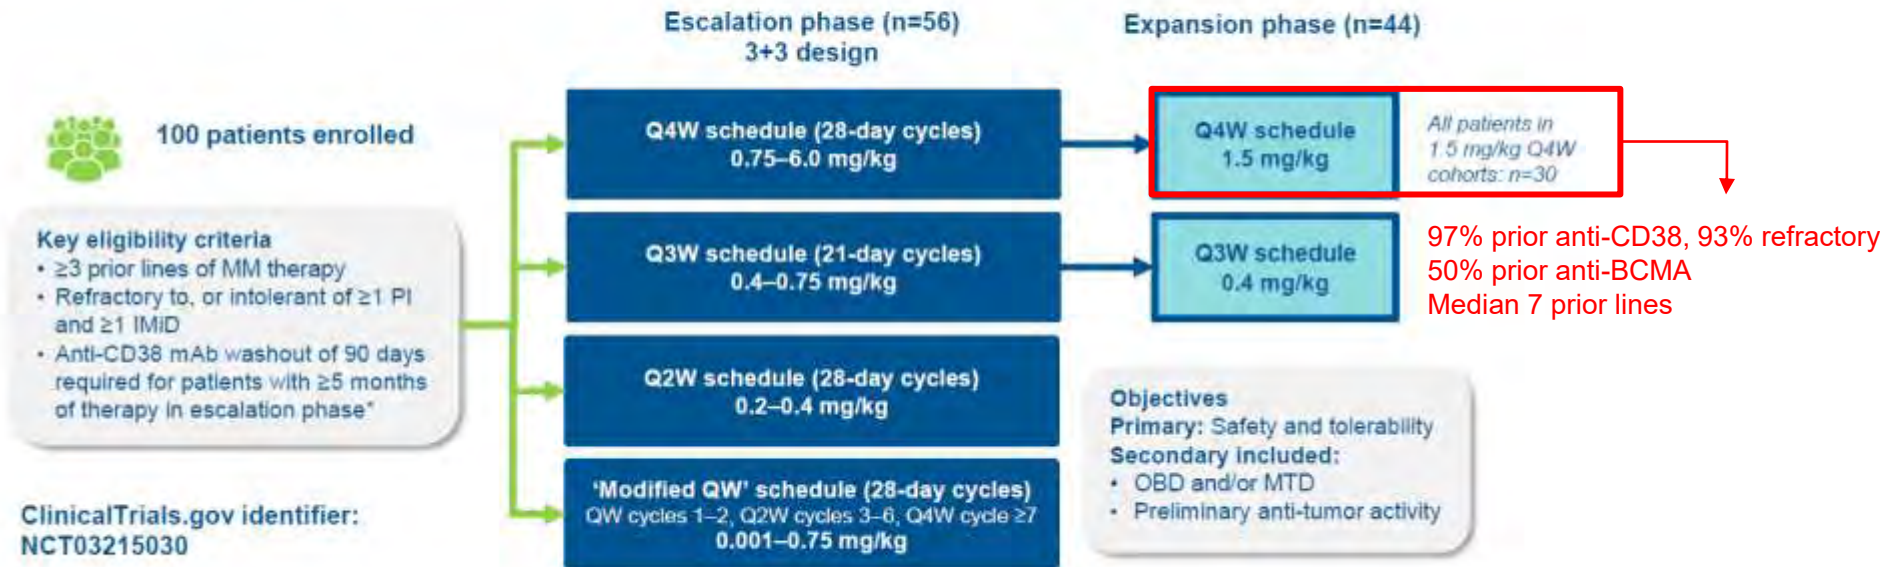 Escalation phase (n=56)
3+3 design
Expansion phase (n=44)
100 patients enrolled
Key eligibility criteria
• ≥3 prior lines of MM therapy
• Refractory to, or intolerant of ≥1 PI
and ≥1 IMiD
• Anti-CD38 mAb washout of 90 days
required for patients with ≥5 months
of therapy in escalation phase*
ClinicalTrials.gov identifier:
NCT03215030
Q4W schedule (28-day cycles)
0.75–6.0 mg/kg
Q3W schedule (21-day cycles)
0.4–0.75 mg/kg
Q2W schedule (28-day cycles)
0.2–0.4 mg/kg
‘Modified QW’ schedule (28-day cycles)
QW cycles 1–2, Q2W cycles 3–6, Q4W cycle ≥7
0.001–0.75 mg/kg
Q4W schedule
1.5 mg/kg
All patients in
1.5 mg/kg Q4W
cohorts: n=30
Q3W schedule
0.4 mg/kg
97% prior anti-CD38, 93% refractory
50% prior anti-BCMA
Median 7 prior lines
Objectives
Primary: Safety and tolerability
Secondary included:
• OBD and/or MTD
• Preliminary anti-tumor activity